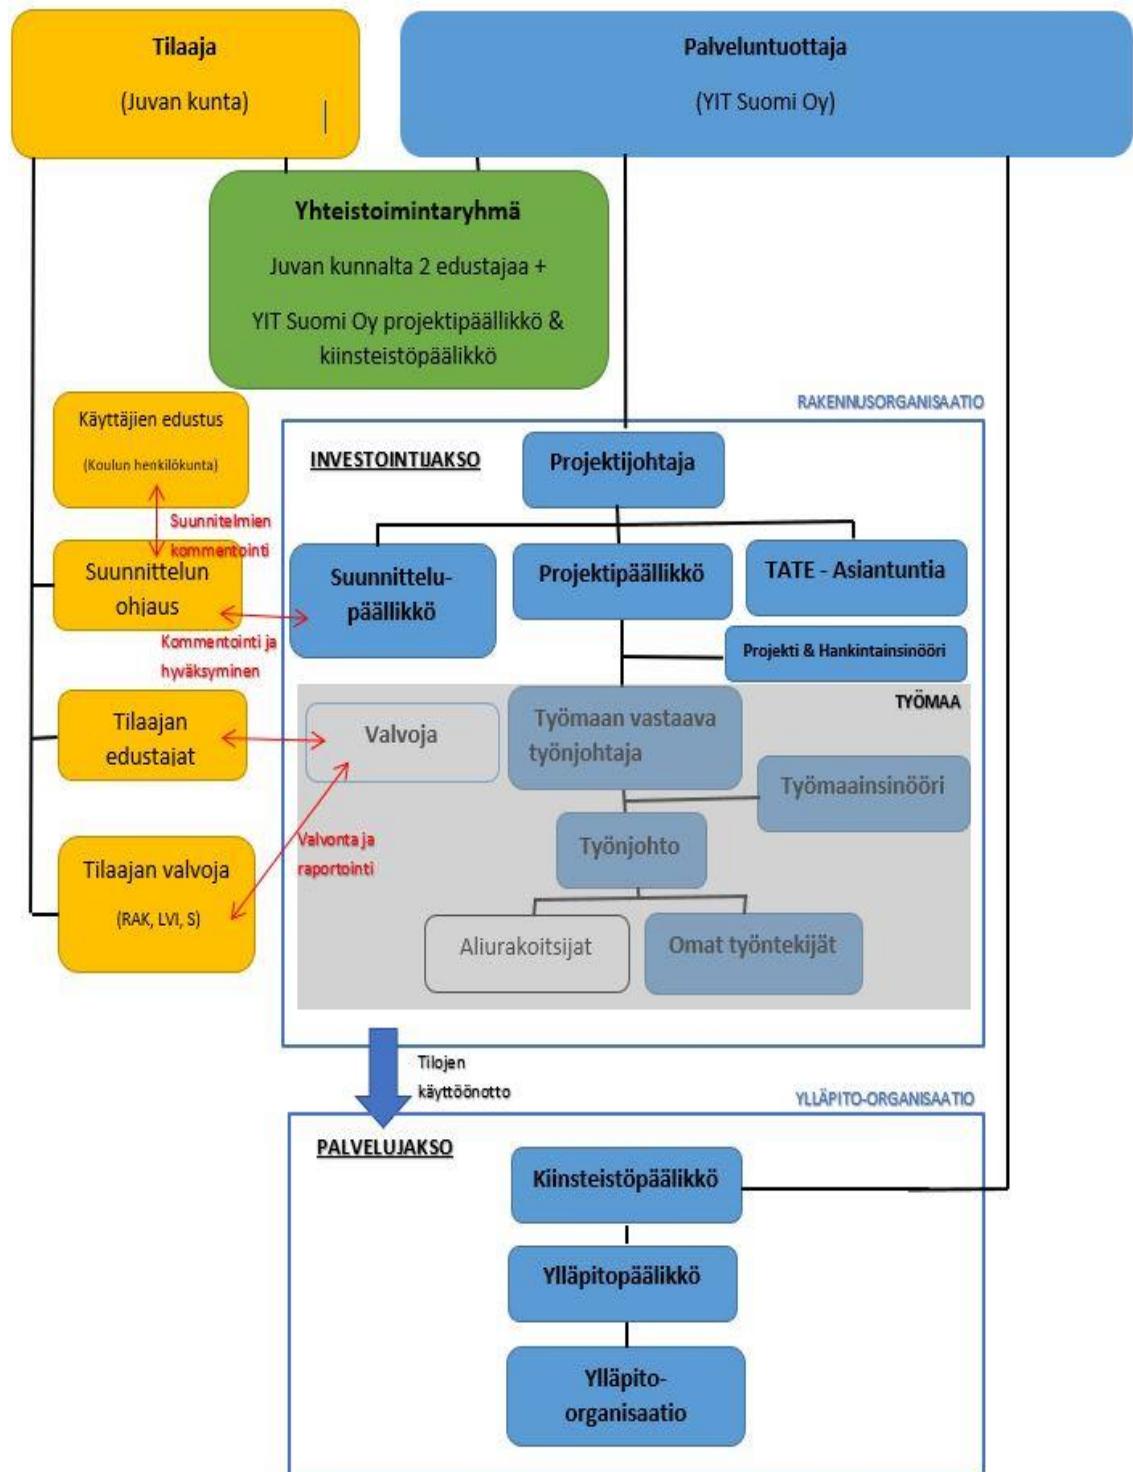 Tilaaja
(Juvan kunta)
Palveluntuottaja
(YIT Suomi Oy)
Yhteistoimintaryhmä
Juvan kunnalta 2 edustajaa +
YIT Suomi Oy projektipäällikkö &
kiinsteistöpäälikkö
Käyttäjien edustus
(Koulun henkilökunta)
Suunnitelmien
kommentointi
Suunnittelun
ohjaus
Kommentointi ja
hyväksyminen
Tilaajan
edustajat
Tilaajan valvoja
(RAK, LVI, S)
RAKENNUSORGANISAATIO
INVESTOINTIJAKSO
Projektijohtaja
Suunnittelu-
päällikkö
Projektipäällikkö
TATE - Asiantuntia
Projekti & Hankintainsinööri
TYÖMAA
Valvoja
Työmaan vastaava
työnjohtaja
Työmaainsinööri
Valvonta ja
raportointi
Työnjohto
Aliurakoitsijat
Omat työntekijät
Tilojen
käyttöönotto
YLLÄPITO-ORGANISAATIO
PALVELUJAKSO
Kiinsteistöpäälikkö
Ylläpitopäälikkö
Ylläpito-
organisaatio